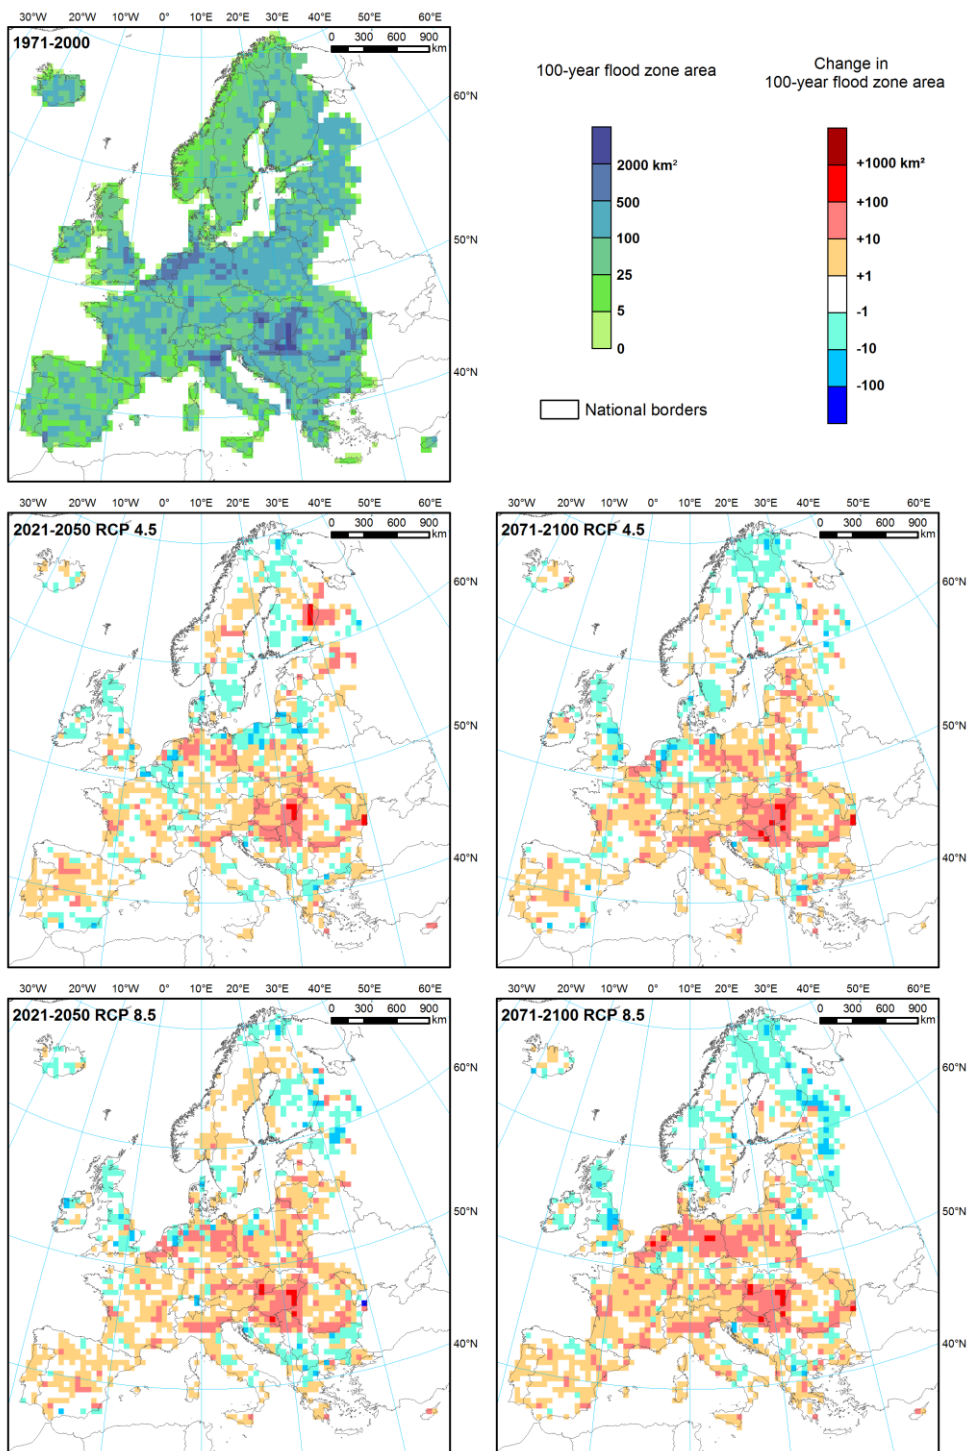 30°W 20°W 10°W 0° 10°E 20°E 30°E 40°E 60°E
1971-2000
0 300 600 900
km
60°N
50°N
40°N
100-year flood zone area
2000 km²
500
100
25
5
0
National borders
Change in
100-year flood zone area
+1000 km²
+100
+10
+1
-1
-10
-100
30°W 20°W 10°W 0° 10°E 20°E 30°E 40°E 60°E
2021-2050 RCP 4.5
0 300 600 900
km
60°N
50°N
40°N
30°W 20°W 10°W 0° 10°E 20°E 30°E 40°E 60°E
2071-2100 RCP 4.5
0 300 600 900
km
60°N
50°N
40°N
30°W 20°W 10°W 0° 10°E 20°E 30°E 40°E 60°E
2021-2050 RCP 8.5
0 300 600 900
km
60°N
50°N
40°N
30°W 20°W 10°W 0° 10°E 20°E 30°E 40°E 60°E
2071-2100 RCP 8.5
0 300 600 900
km
60°N
50°N
40°N